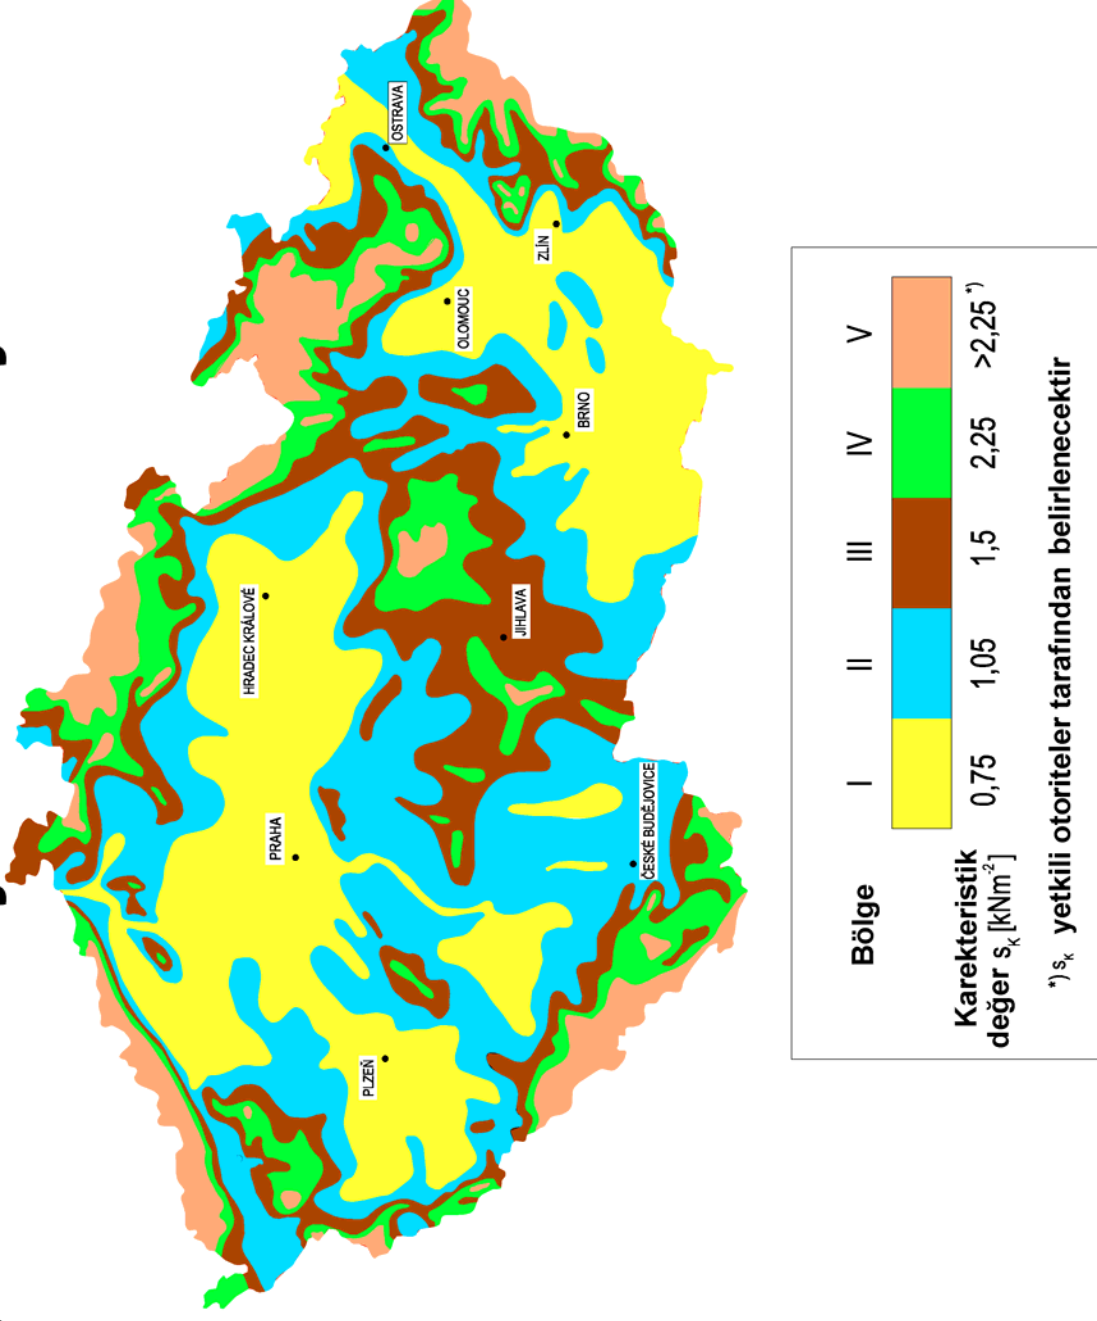 OSTRAVA
ZLÍN
OLOMOUC
BRNO
HRADEC KRÁLOVÉ
JIHLAVA
PRAHA
ČESKÉ BUDĚJOVICE
PLZEŇ
Bölge I II III IV V
Karekteristik
değer sK [kNm-2] 0,75 1,05 1,5 2,25 >2,25 *)
*) sK yetkili otoriteler tarafından belirlenecektir